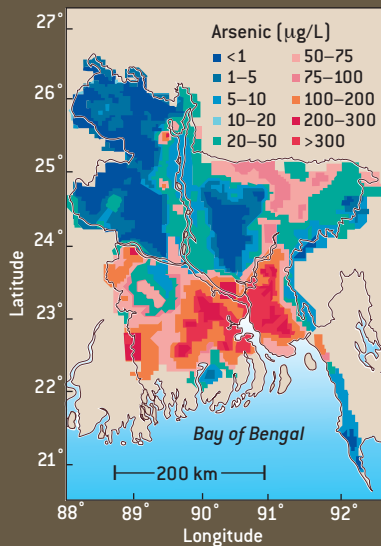 Arsenic (µg/L)
<1
1–5
5–10
10–20
20–50
50–75
75–100
100–200
200–300
>300
27°
26°
25°
24°
23°
22°
21°
Latitude
Bay of Bengal
200 km
88° 89° 90° 91° 92°
Longitude